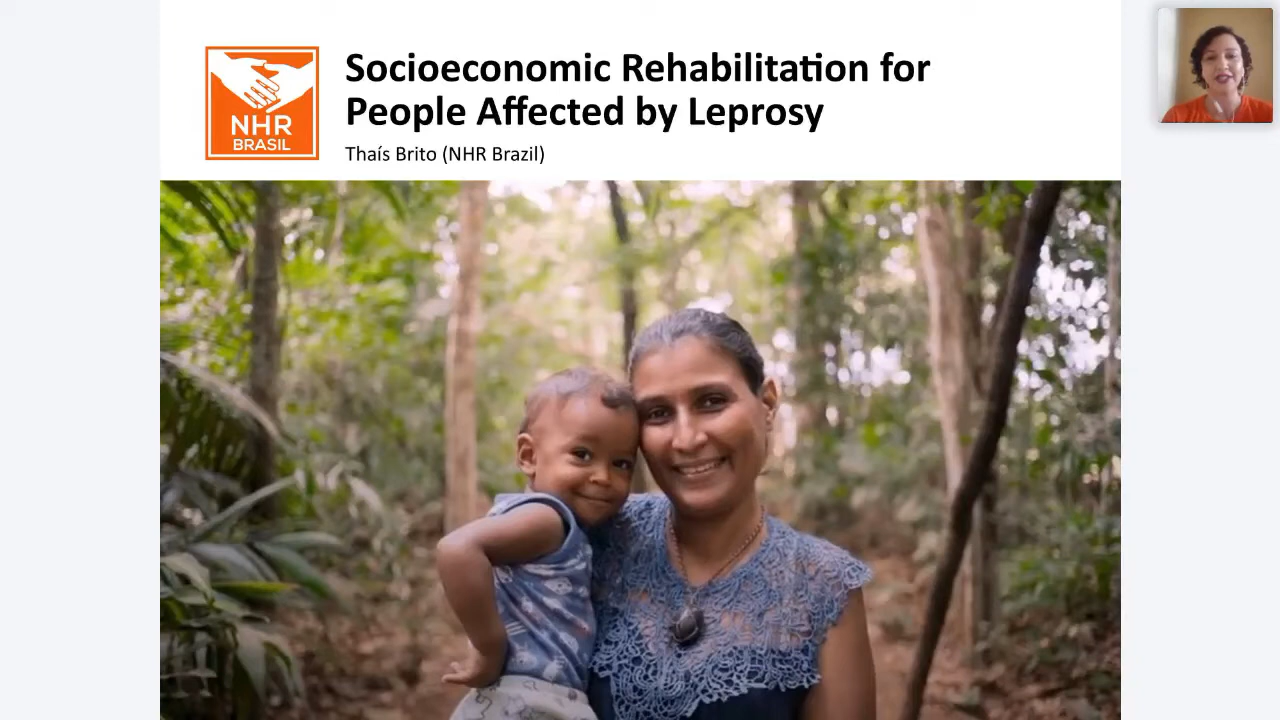 NHR
BRASIL
Socioeconomic Rehabilitation for
People Affected by Leprosy
Thaís Brito (NHR Brazil)